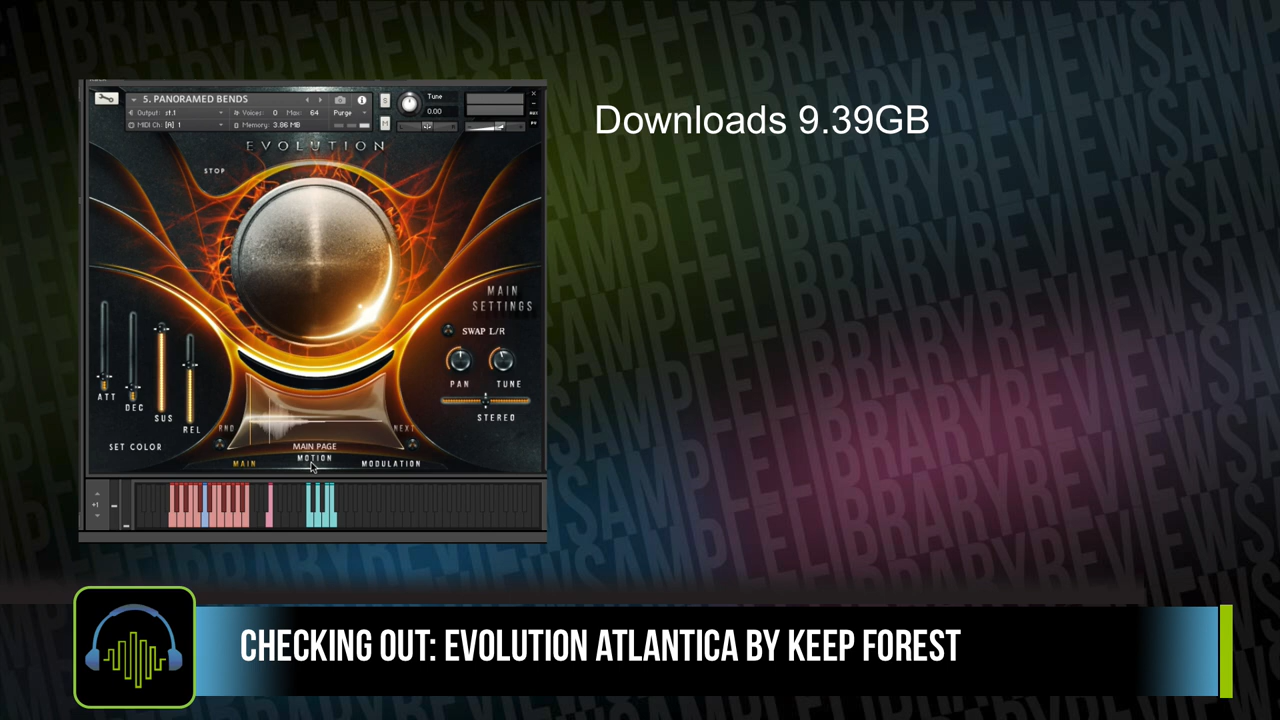 5. PANORAMED BENDS
Output: st.1
Voices: 0 Max: 64 Purge
MIDI Ch: [A] 1
Memory: 3.86 MB
S
M
Tune
0.00
EVOLUTION
STOP
MAIN
SETTINGS
SWAP L/R
PAN TUNE
STEREO
ATT
DEC
SUS
REL
SET COLOR
RND
NEXT
MAIN PAGE
MAIN
MOTION
MODULATION
+1
Downloads 9.39GB
CHECKING OUT: EVOLUTION ATLANTICA BY KEEP FOREST